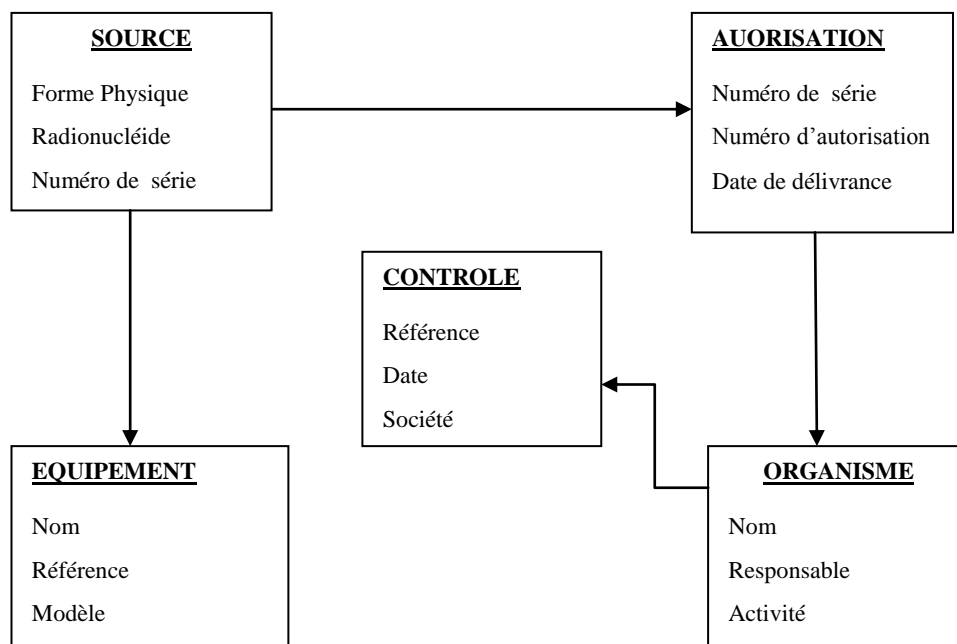 SOURCE
Forme Physique
Radionucléide
Numéro de série
AUORISATION
Numéro de série
Numéro d'autorisation
Date de délivrance
CONTROLE
Référence
Date
Société
EQUIPEMENT
Nom
Référence
Modèle
ORGANISME
Nom
Responsable
Activité